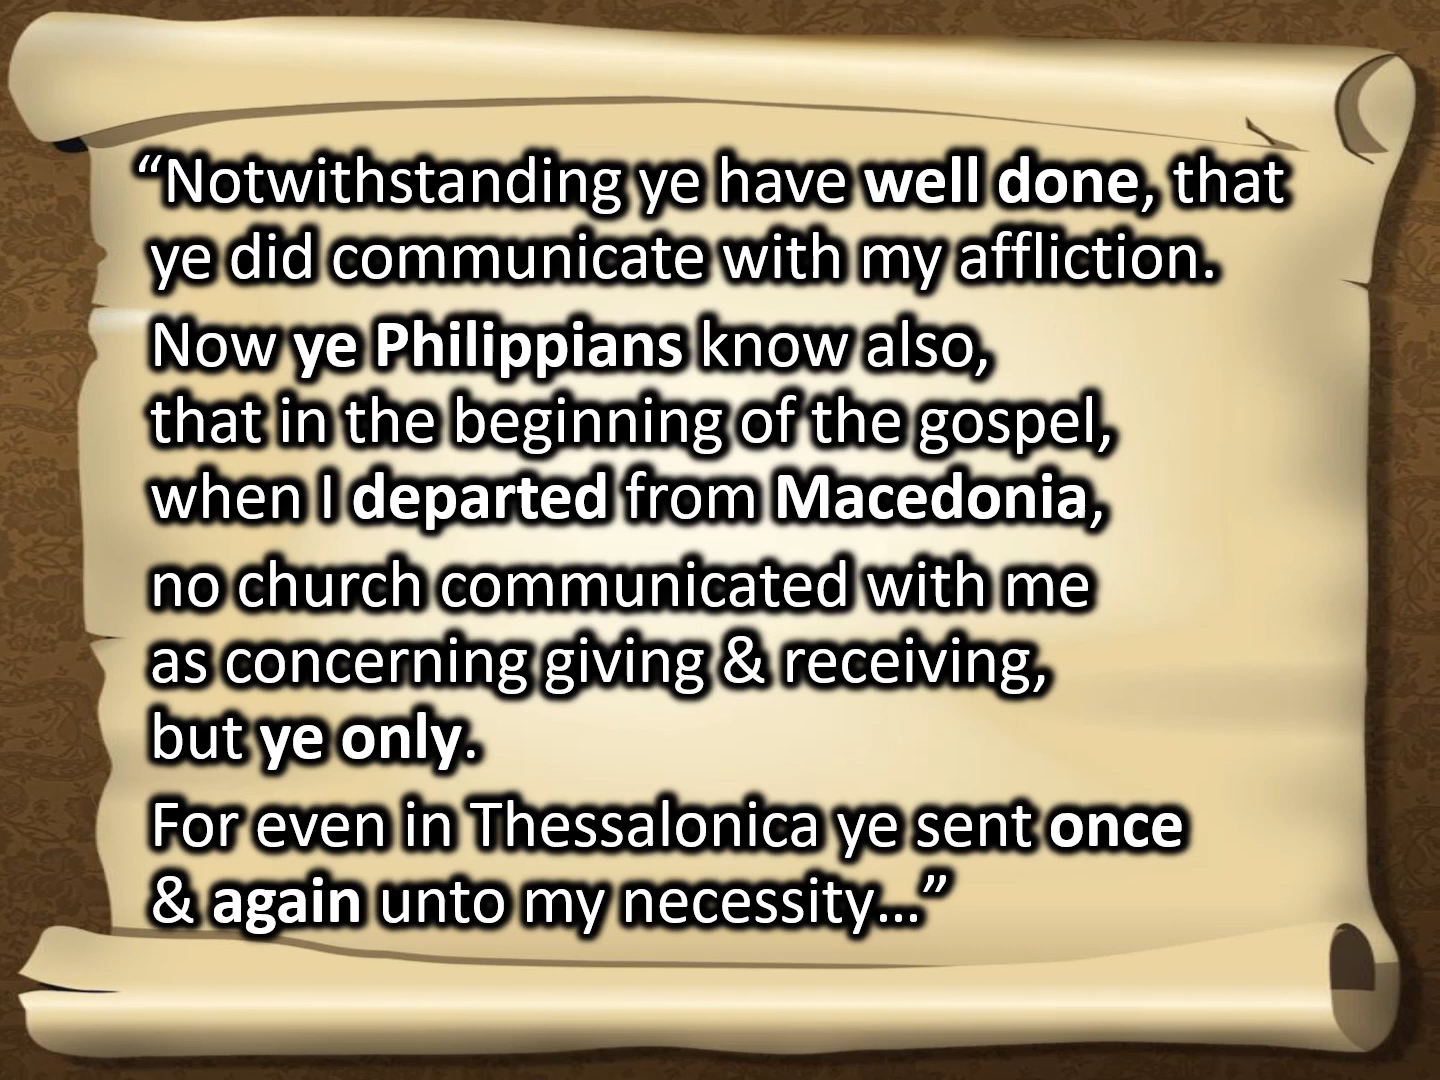 “Notwithstanding ye have well done, that
ye did communicate with my affliction.
Now ye Philippians know also,
that in the beginning of the gospel,
when I departed from Macedonia,
no church communicated with me
as concerning giving & receiving,
but ye only.
For even in Thessalonica ye sent once
& again unto my necessity…”